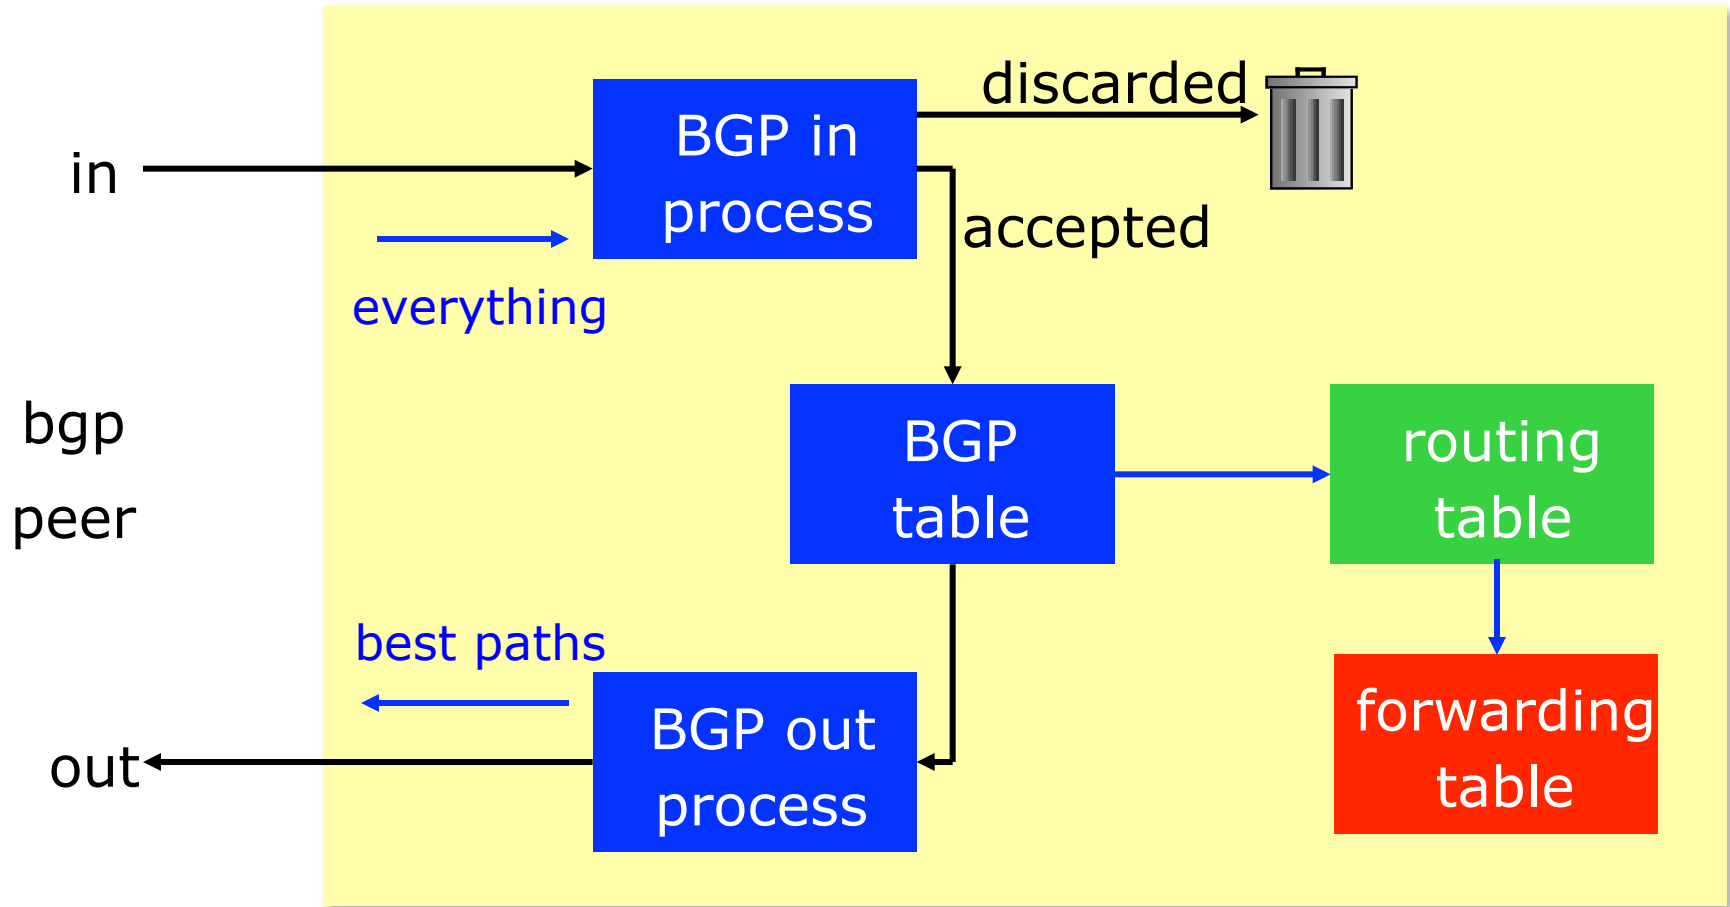 discarded
BGP in
process
in
accepted
everything
bgp
peer
BGP
table
routing
table
best paths
BGP out
process
out
forwarding
table